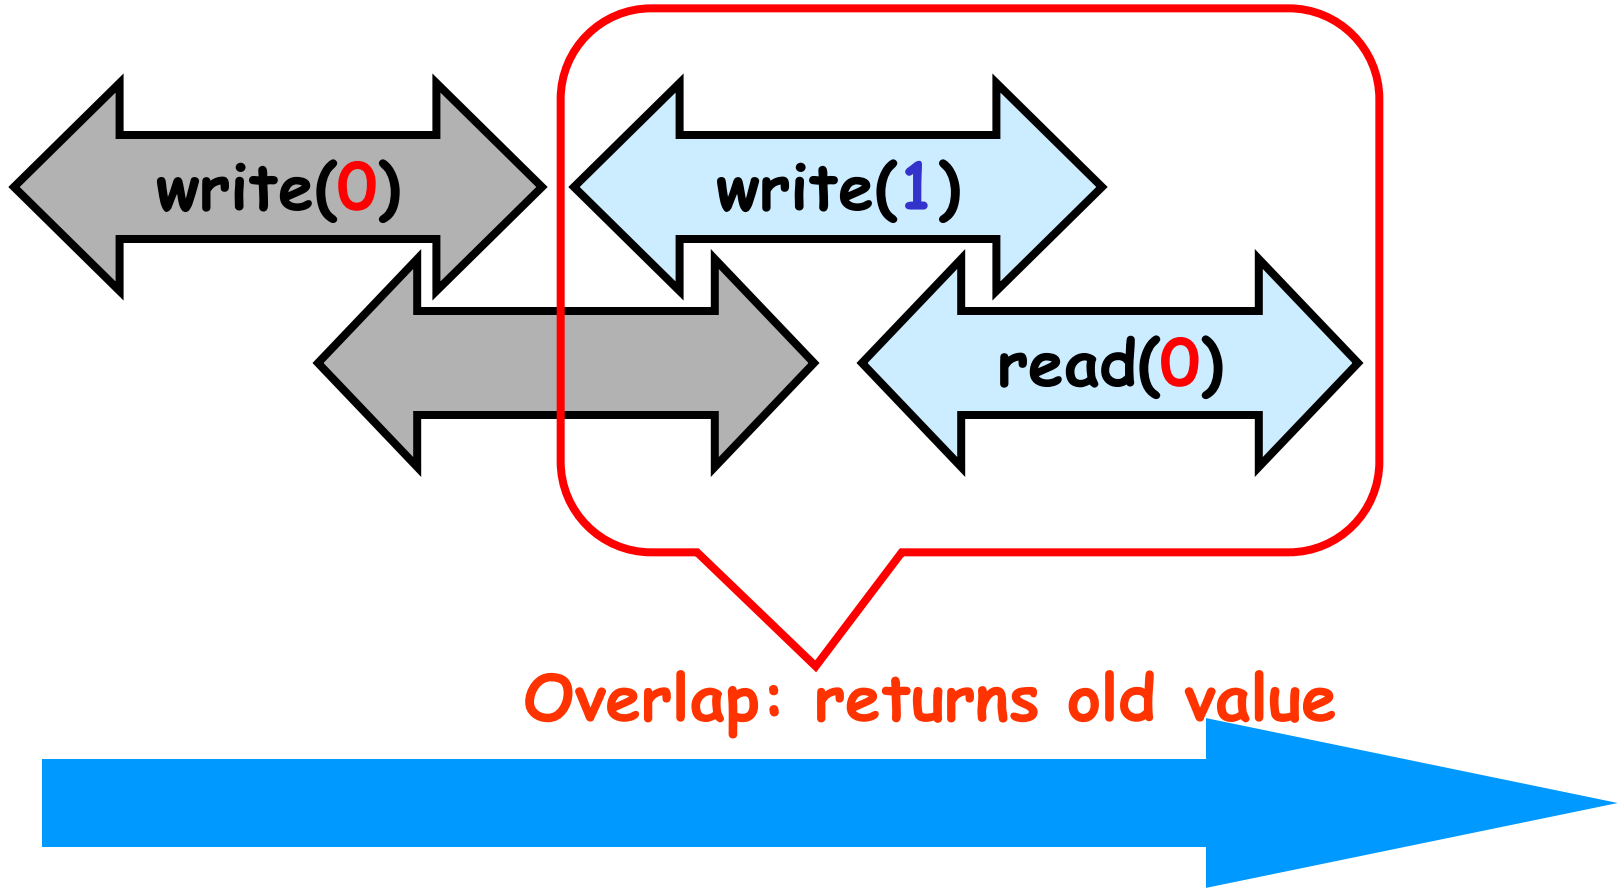 write(0)
write(1)
read(0)
Overlap: returns old value